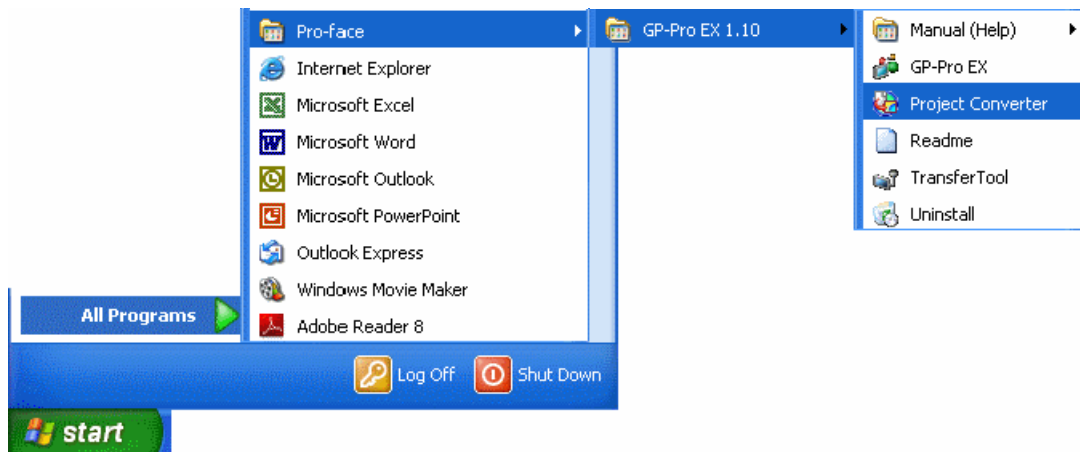 Pro-face
Internet Explorer
Microsoft Excel
Microsoft Word
Microsoft Outlook
Microsoft PowerPoint
Outlook Express
Windows Movie Maker
Adobe Reader 8
GP-Pro EX 1.10
Manual (Help)
GP-Pro EX
Project Converter
Readme
TransferTool
Uninstall
All Programs
Log Off
Shut Down
start